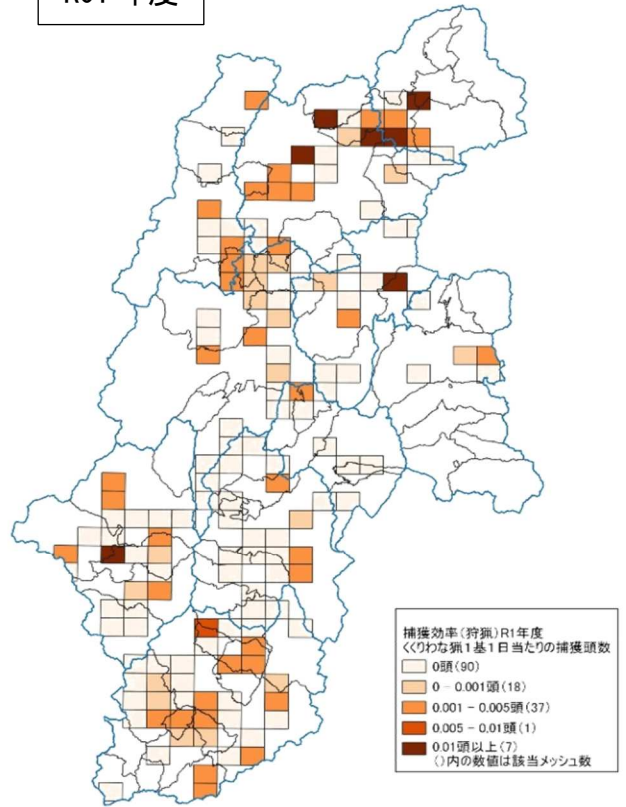 R01 年度
捕獲効率(狩猟)R1年度
くくりわな猟1基1日当たりの捕獲頭数
0頭(90)
0 - 0.001頭(18)
0.001 - 0.005頭(37)
0.005 - 0.01頭(1)
0.01頭以上(7)
()内の数値は該当メッシュ数